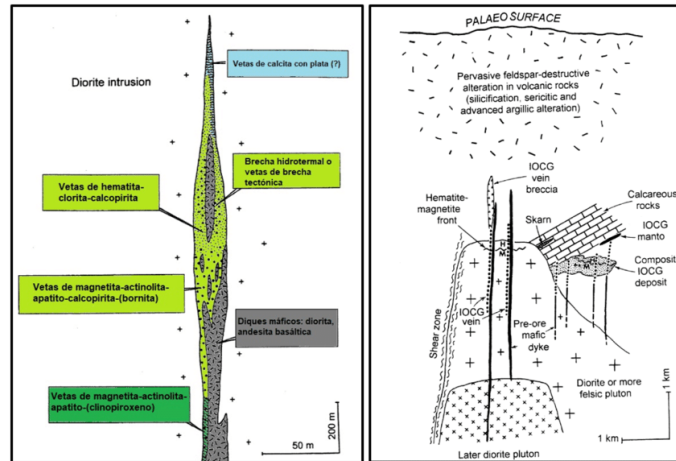 Diorite intrusion
Vetas de calcita con plata (?)
Brecha hidrotermal o
vetas de brecha
tectónica
Vetas de hematita-
clorita-calcopirita
Vetas de magnetita-actinolita-
apatito-calcopirita-(bornita)
Diques máficos: diorita,
andesita basáltica
Vetas de magnetita-actinolita-
apatito-(clinopiroxeno)
50 m
200 m
PALAEO SURFACE
Pervasive feldspar-destructive
alteration in volcanic rocks
(silicification, sericitic and
advanced argillic alteration)
IOCG
vein
breccia
Hematite-
magnetite
front
Skarn
Calcareous
rocks
IOCG
manto
Composite
IOCG
deposit
H
M
H
M
Shear zone
IOCG
vein
Pre-ore
mafic
dyke
Diorite or more
felsic pluton
1 km
1 km
Later diorite pluton